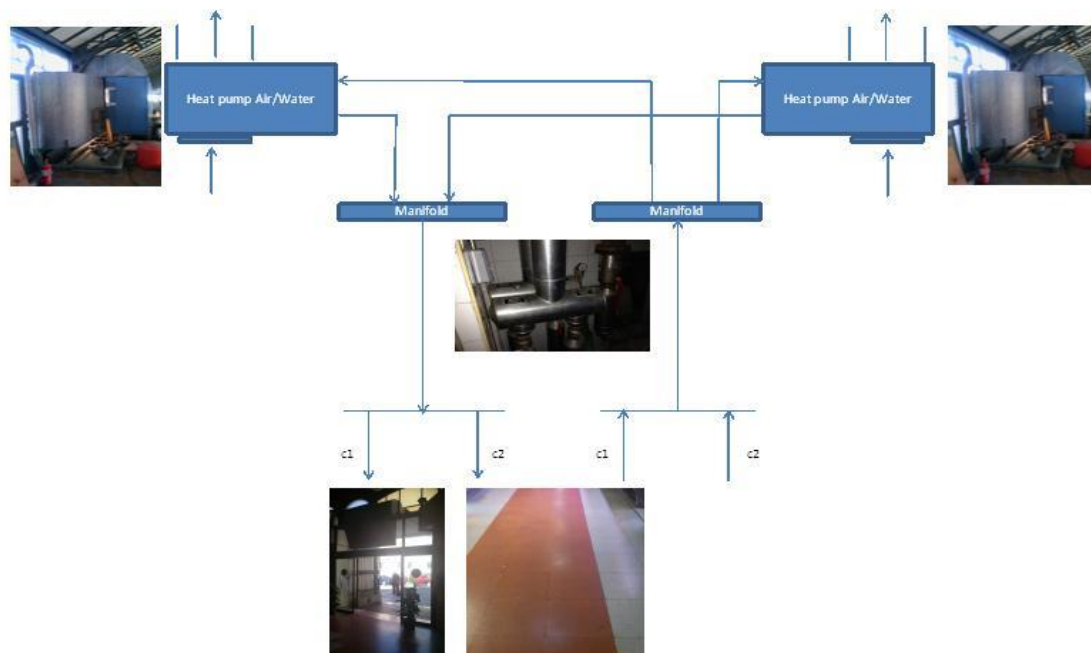 Heat pump Air/Water
Heat pump Air/Water
Manifold
Manifold
c1
c2
c1
c2